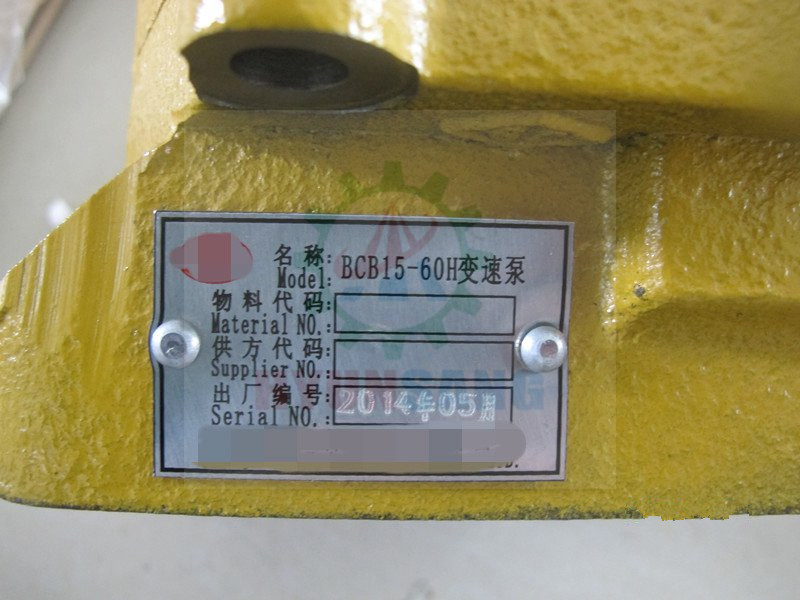 名称:
Model: BCB15-60H变速泵
物料代码:
Material NO.:
供方代码:
Supplier NO.:
出厂编号:
Serial NO.: 2014年05月